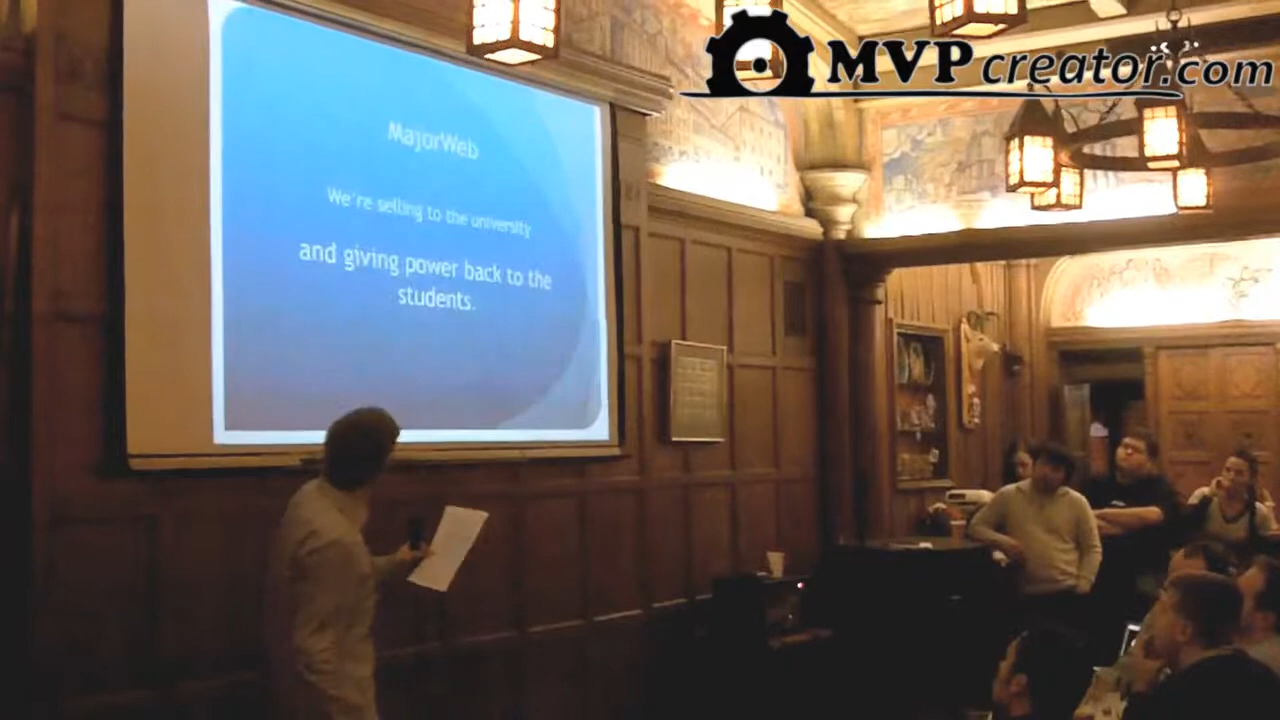 MVPcreator.com
MajorWeb
We're selling to the university
and giving power back to the
students.